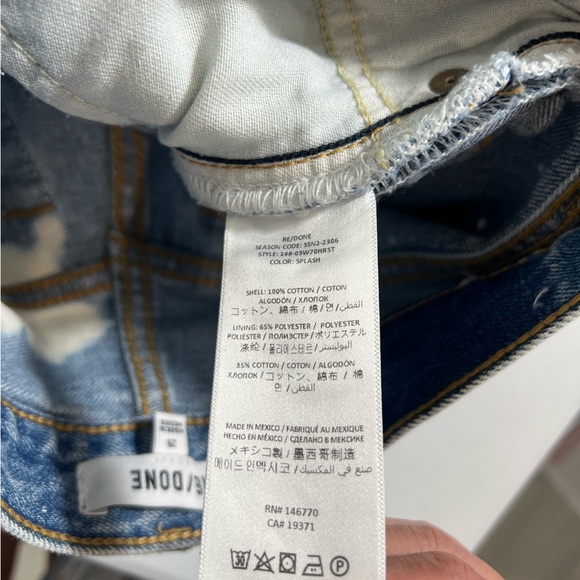 RE/DONE
SEASON CODE: SSN2-2306
STYLE: 148-03W70HRST
COLOR: SPLASH
SHELL: 100% COTTON / COTON
ALGODÓN / ХЛОПОК
コットン、綿布 / 棉 / 면 / القطن
LINING: 65% POLYESTER / POLYESTER
POLIÉSTER / ПОЛИЭСТЕР / ポリエステル
涤纶 / 폴리에스테르 / البوليستر
35% COTTON / COTON / ALGODÓN
ХЛОПОК / コットン、綿布 / 棉
면 / القطن
MADE IN MEXICO / FABRIQUÉ AU MEXIQUE
HECHO EN MÉXICO / СДЕЛАНО В МЕКСИКЕ
メキシコ製 / 墨西哥制造
메이드 인 멕시코 / صنع في المكسيك
RN# 146770
CA# 19371
30
P
25
RE/DONE